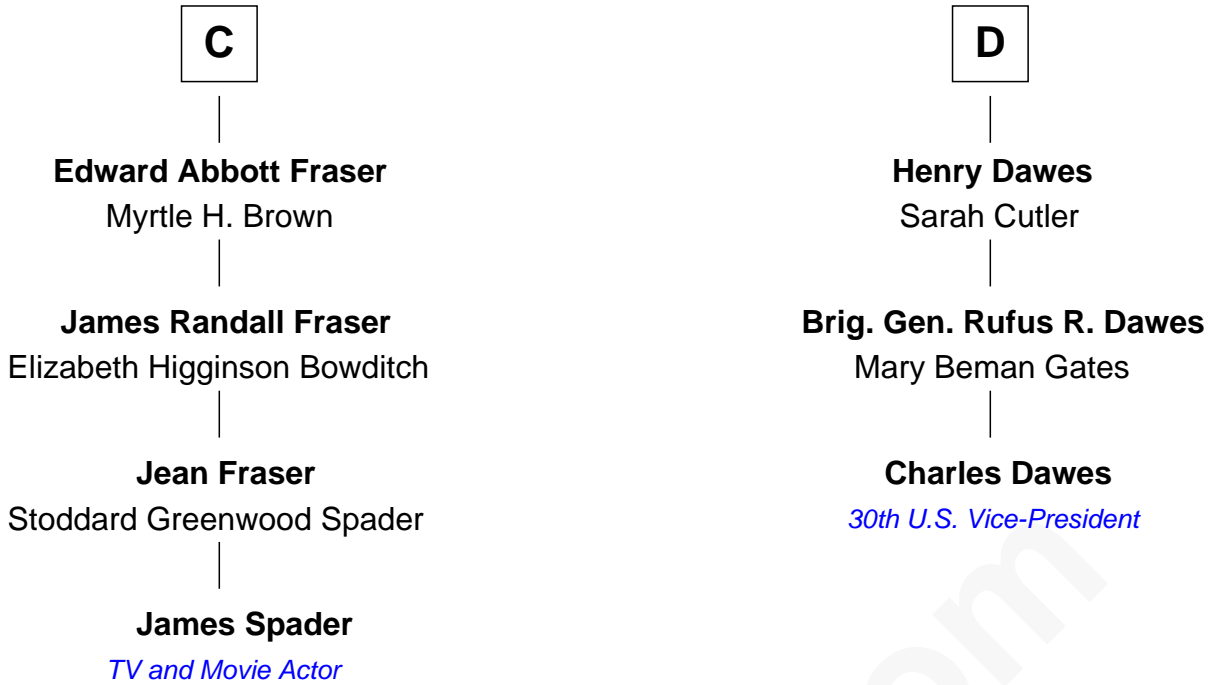 C
Edward Abbott Fraser
Myrtle H. Brown
James Randall Fraser
Elizabeth Higginson Bowditch
Jean Fraser
Stoddard Greenwood Spader
James Spader
TV and Movie Actor
D
Henry Dawes
Sarah Cutler
Brig. Gen. Rufus R. Dawes
Mary Beman Gates
Charles Dawes
30th U.S. Vice-President
om